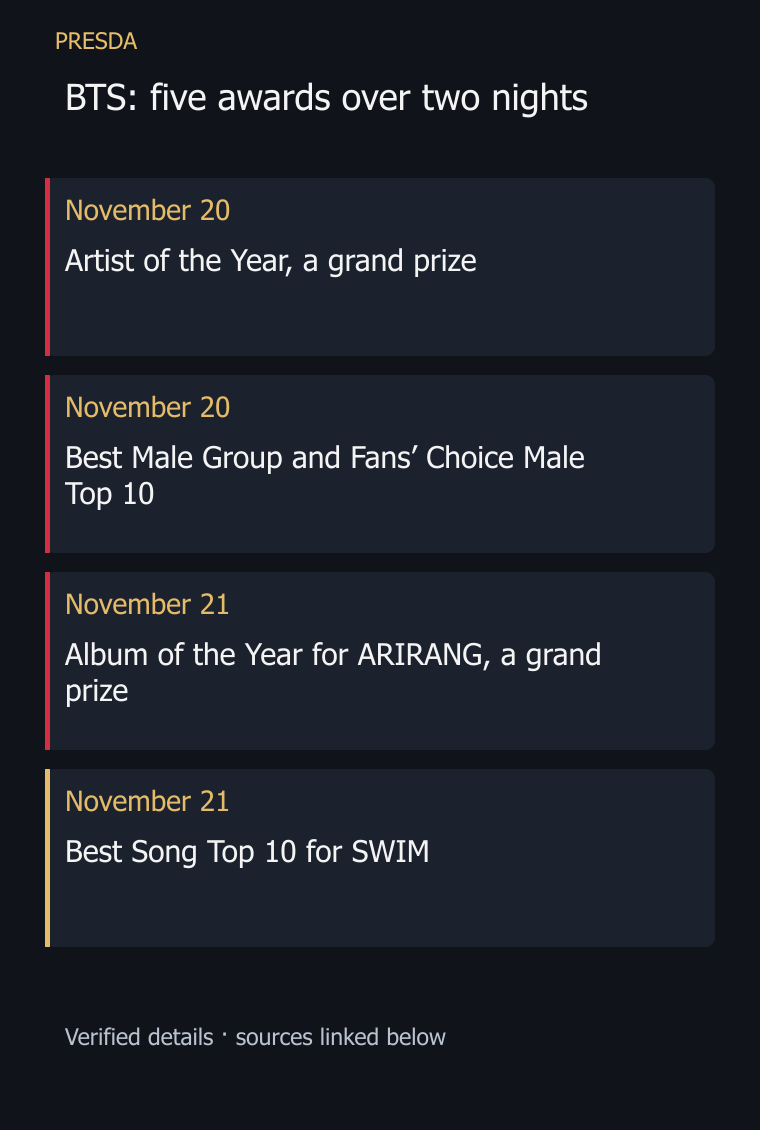 PRESDA
BTS: five awards over two nights
November 20
Artist of the Year, a grand prize
November 20
Best Male Group and Fans’ Choice Male
Top 10
November 21
Album of the Year for ARIRANG, a grand
prize
November 21
Best Song Top 10 for SWIM
Verified details · sources linked below